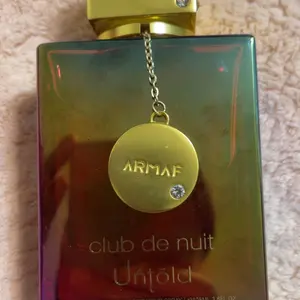 ARMAF
club de nuit
Untold